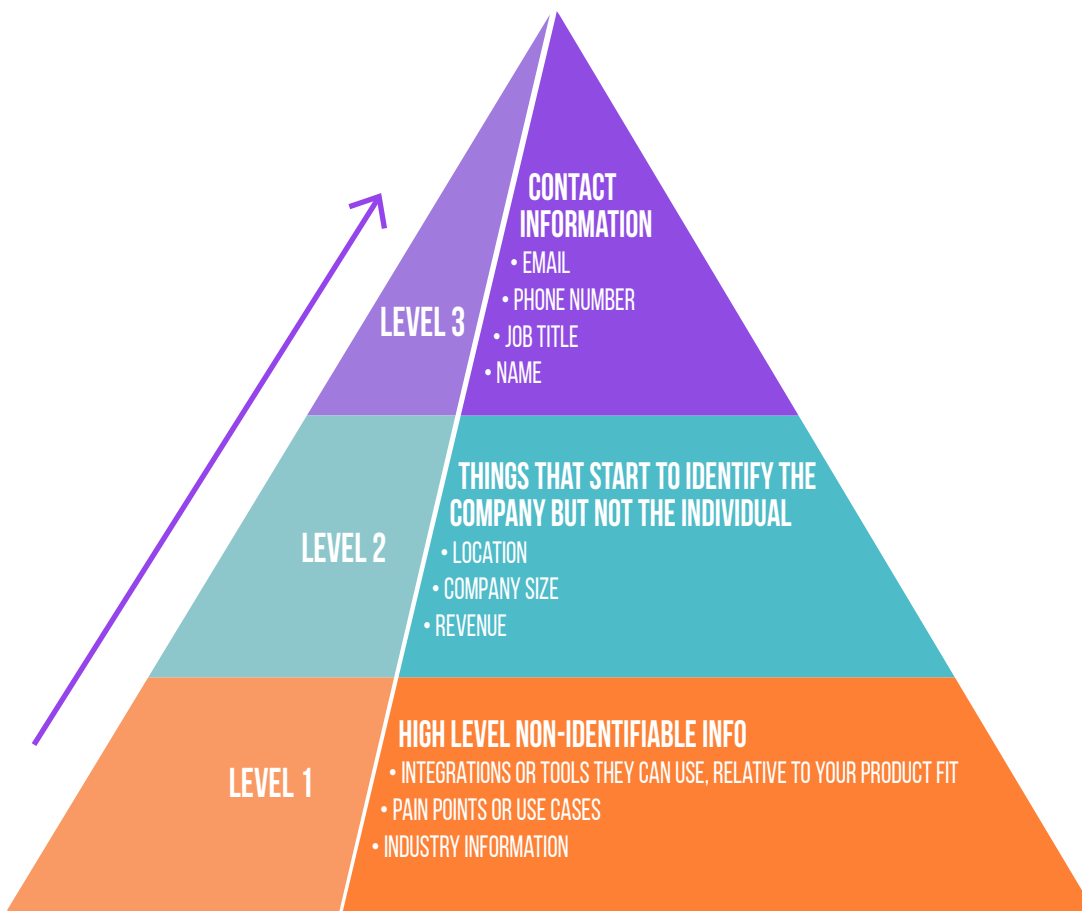 CONTACT
INFORMATION
• EMAIL
• PHONE NUMBER
LEVEL 3
• JOB TITLE
• NAME
THINGS THAT START TO IDENTIFY THE
COMPANY BUT NOT THE INDIVIDUAL
LEVEL 2
• LOCATION
• COMPANY SIZE
• REVENUE
HIGH LEVEL NON-IDENTIFIABLE INFO
• INTEGRATIONS OR TOOLS THEY CAN USE, RELATIVE TO YOUR PRODUCT FIT
LEVEL 1
• PAIN POINTS OR USE CASES
• INDUSTRY INFORMATION